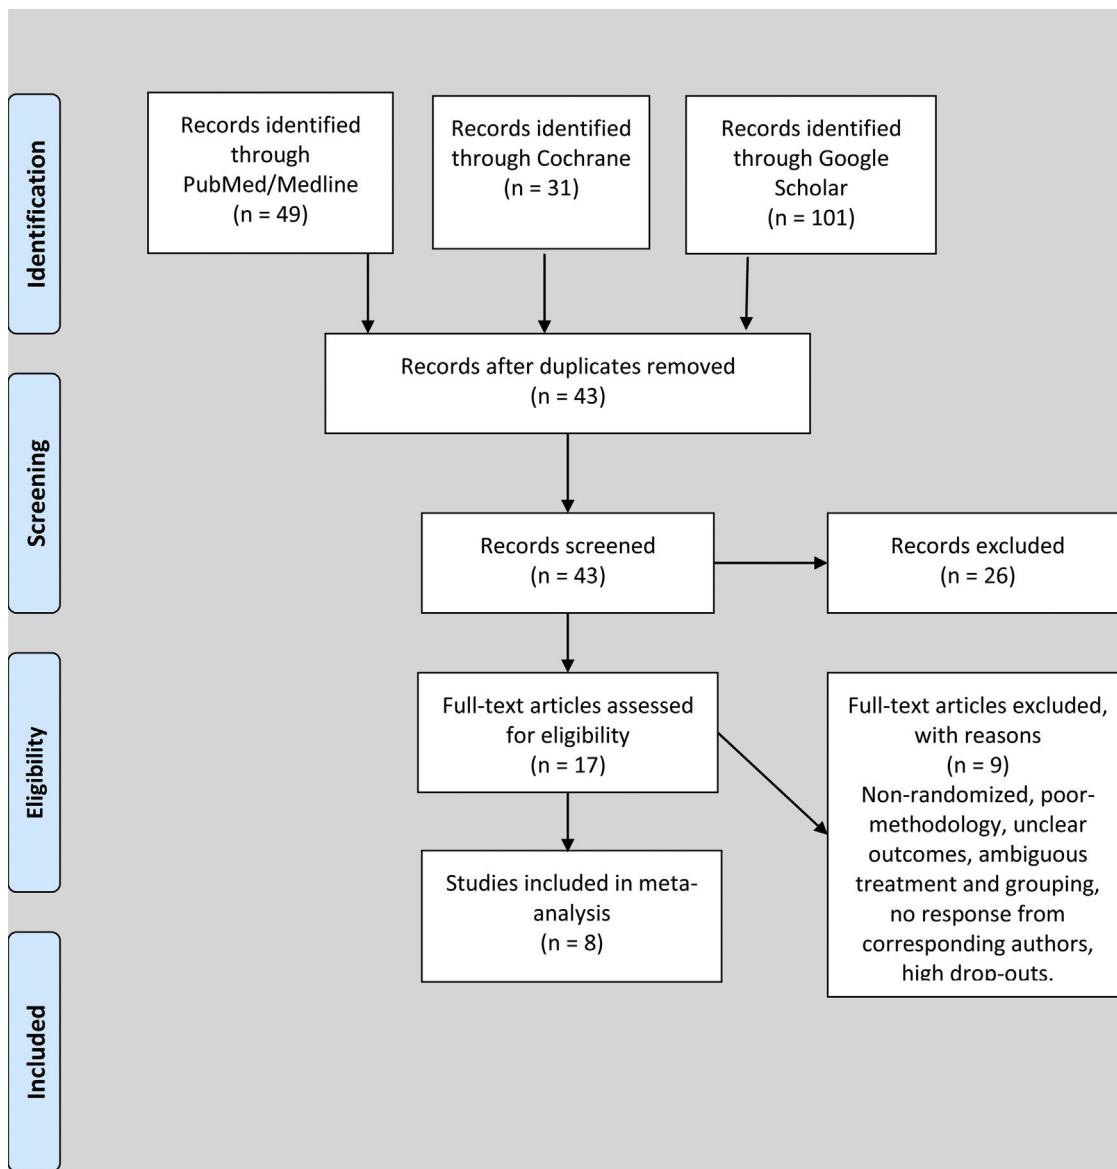 Identification
Records identified
through
PubMed/Medline
(n = 49)
Records identified
through Cochrane
(n = 31)
Records identified
through Google
Scholar
(n = 101)
Records after duplicates removed
(n = 43)
Screening
Records screened
(n = 43)
Records excluded
(n = 26)
Eligibility
Full-text articles assessed
for eligibility
(n = 17)
Full-text articles excluded,
with reasons
(n = 9)
Non-randomized, poor-
methodology, unclear
outcomes, ambiguous
treatment and grouping,
no response from
corresponding authors,
high drop-outs.
Studies included in meta-
analysis
(n = 8)
Included